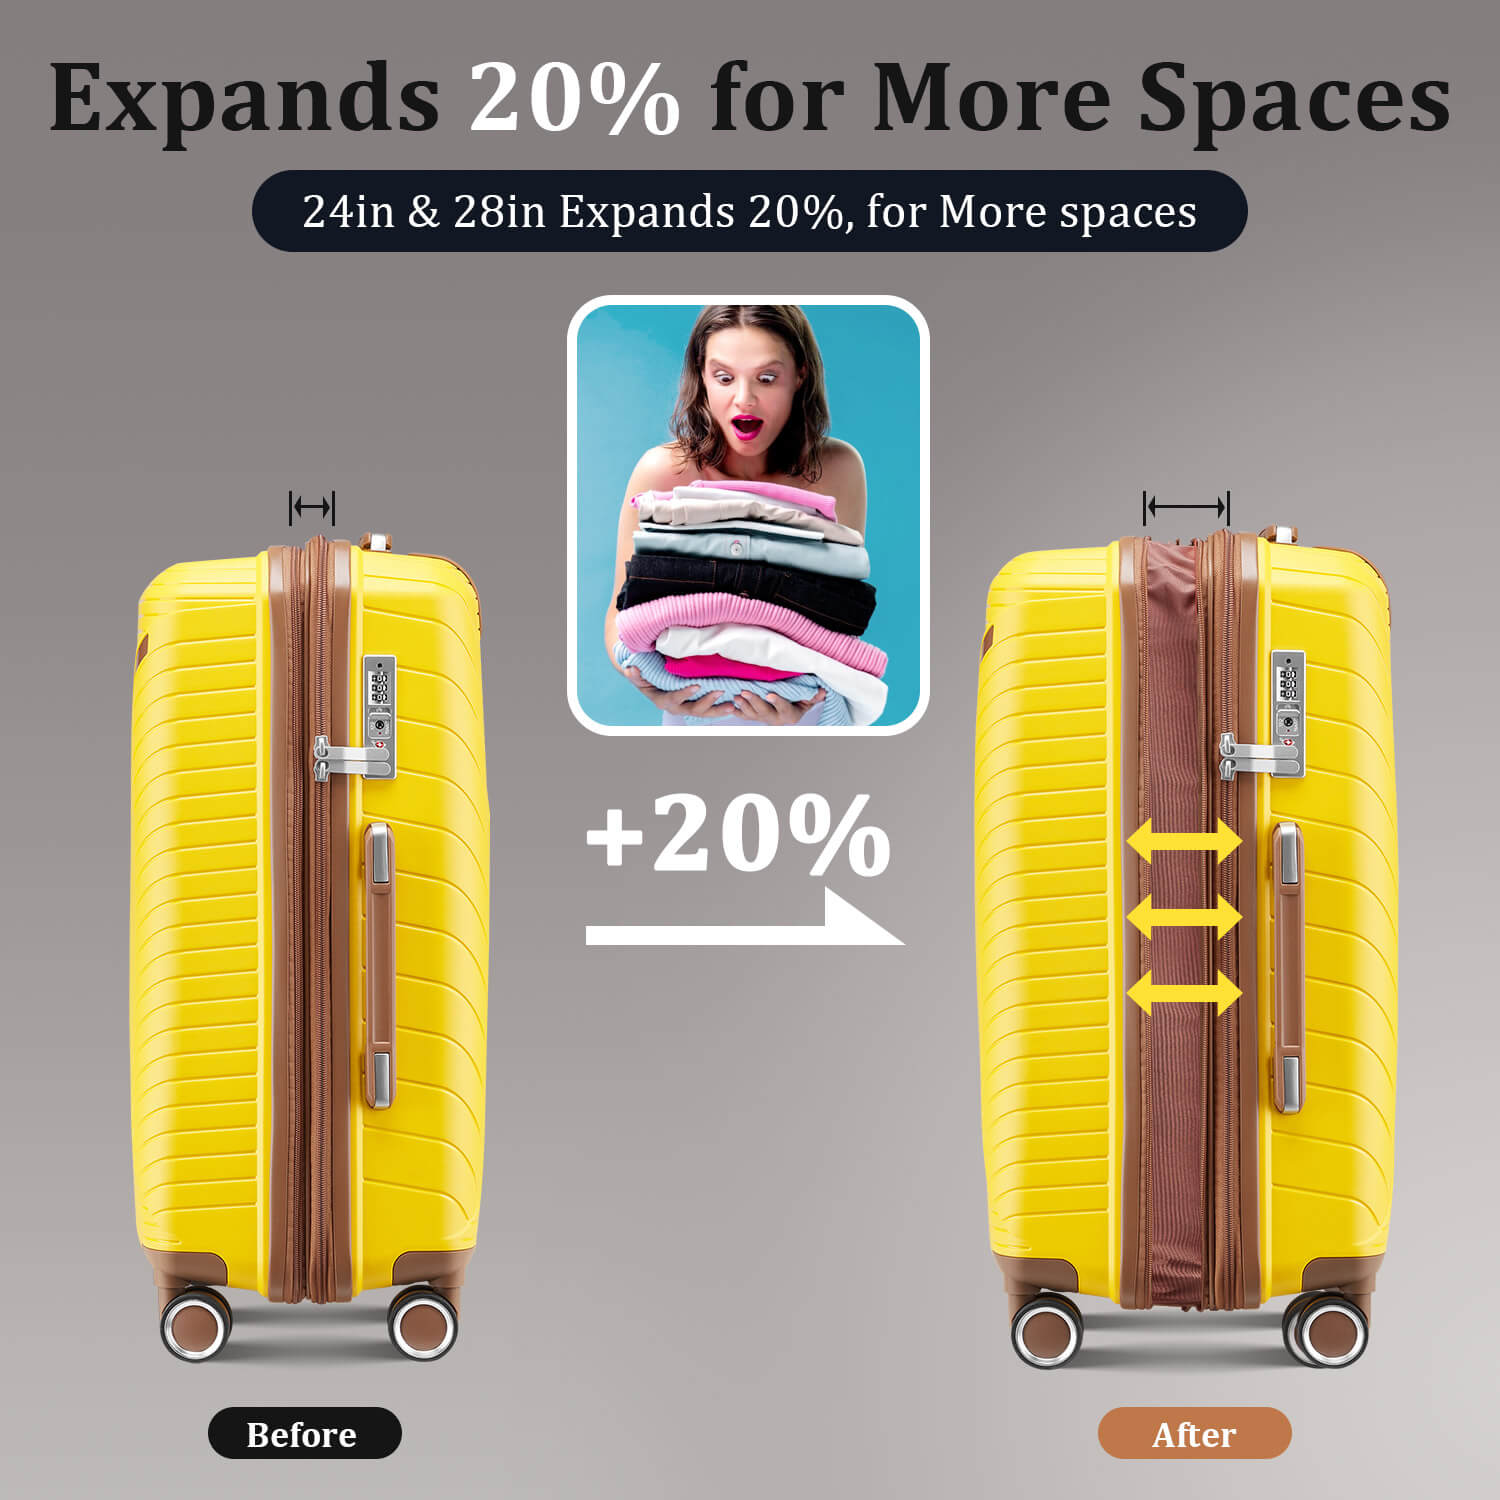 Expands 20% for More Spaces
24in & 28in Expands 20%, for More spaces
+20%
Before
After